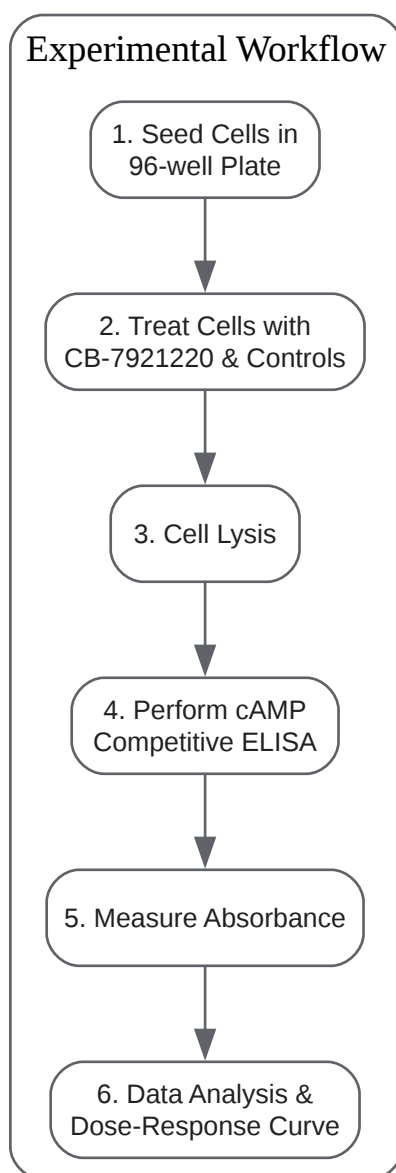 Experimental Workflow
1. Seed Cells in
96-well Plate
2. Treat Cells with
CB-7921220 & Controls
3. Cell Lysis
4. Perform cAMP
Competitive ELISA
5. Measure Absorbance
6. Data Analysis &
Dose-Response Curve